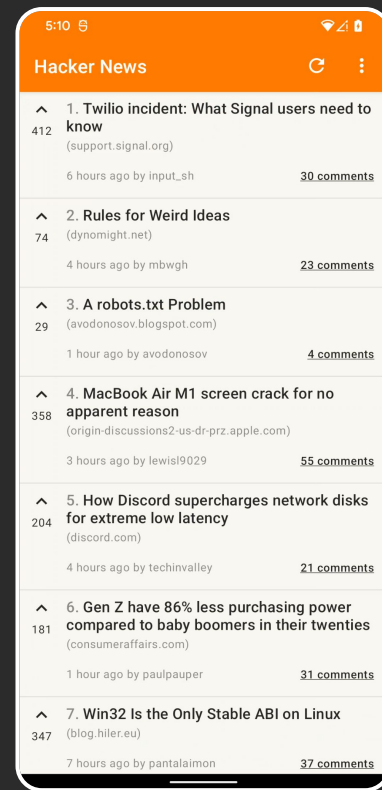 5:10
Hacker News
1. Twilio incident: What Signal users need to
know
412
(support.signal.org)
6 hours ago by input_sh 30 comments
2. Rules for Weird Ideas
74
(dynomight.net)
4 hours ago by mbwgh 23 comments
3. A robots.txt Problem
29
(avodonosov.blogspot.com)
1 hour ago by avodonosov 4 comments
4. MacBook Air M1 screen crack for no
apparent reason
358
(origin-discussions2-us-dr-prz.apple.com)
3 hours ago by lewisl9029 55 comments
5. How Discord supercharges network disks
for extreme low latency
204
(discord.com)
4 hours ago by techinvalley 21 comments
6. Gen Z have 86% less purchasing power
compared to baby boomers in their twenties
181
(consumeraffairs.com)
1 hour ago by paulpauper 31 comments
7. Win32 Is the Only Stable ABI on Linux
347
(blog.hiler.eu)
7 hours ago by pantalaimon 37 comments